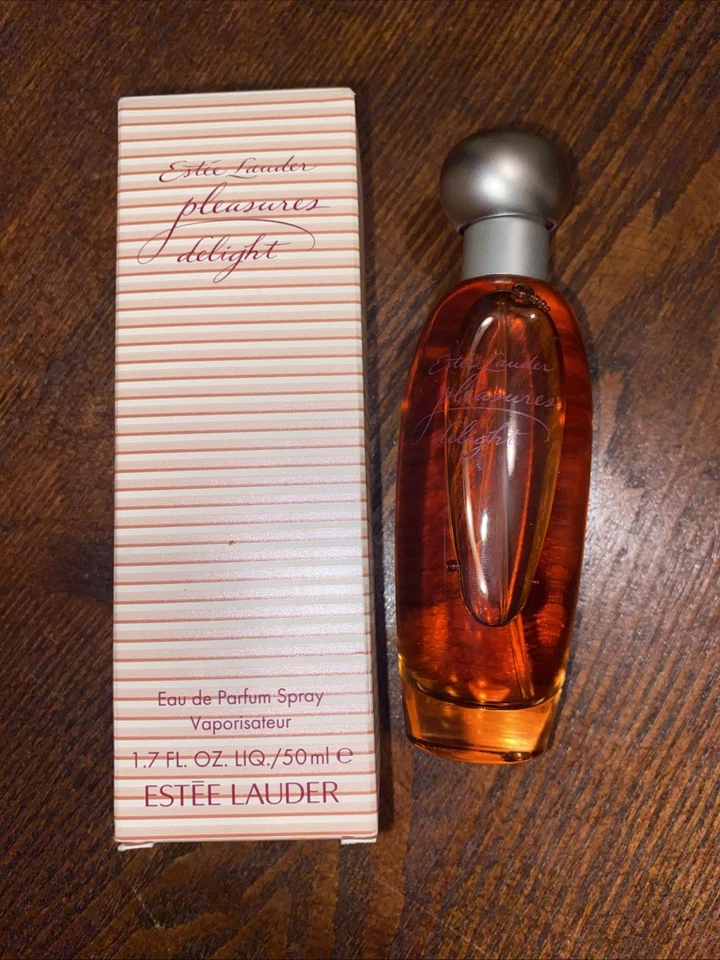 Estée Lauder
pleasures
delight
Eau de Parfum Spray
Vaporisateur
1.7 FL. OZ. LIQ./50 ml ℮
ESTĒE LAUDER
Estée Lauder
pleasures
delight